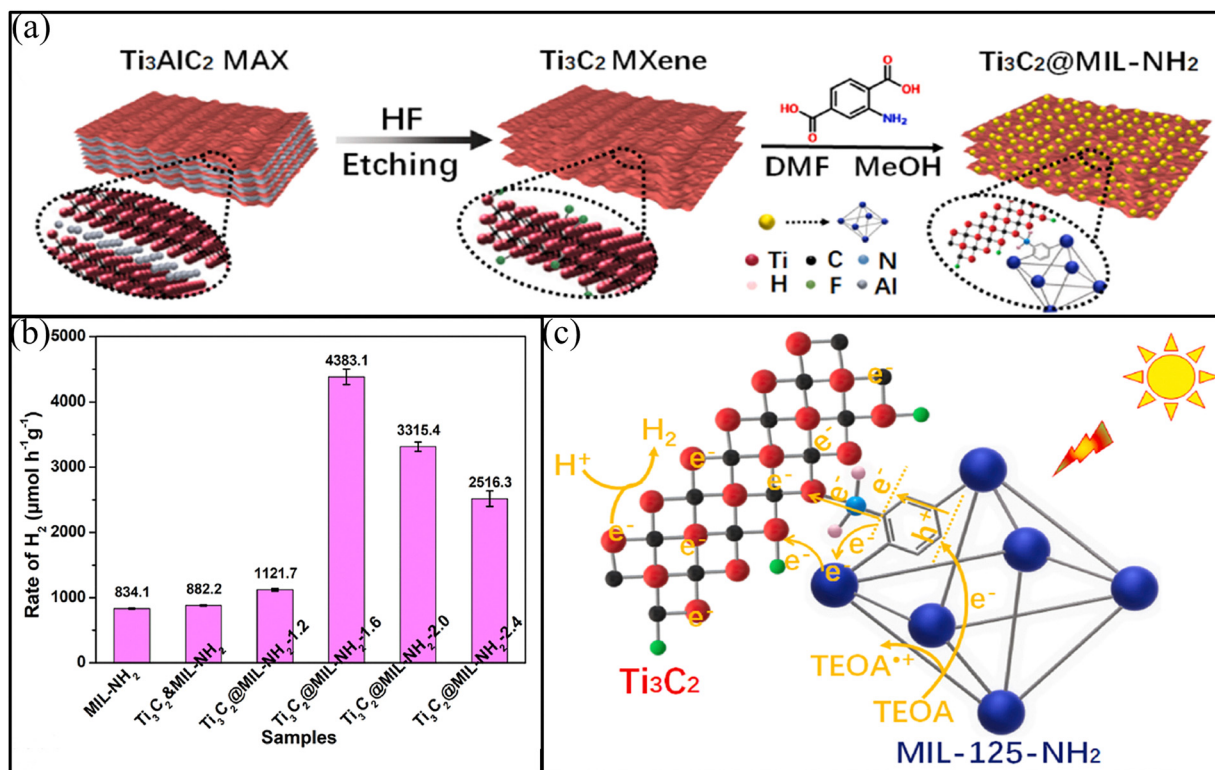 (a)
Ti₃AlC₂ MAX
HF
Etching
Ti₃C₂ MXene
HO
O
O
OH
NH₂
DMF MeOH
Ti C N
H F Al
Ti₃C₂@MIL-NH₂
(b)
Rate of H₂ (μmol h⁻¹g⁻¹)
5000
4000
3000
2000
1000
0
834.1
882.2
1121.7
4383.1
3315.4
2516.3
MIL-NH₂
Ti₃C₂&MIL-NH₂
Ti₃C₂@MIL-NH₂-1.2
Ti₃C₂@MIL-NH₂-1.6
Ti₃C₂@MIL-NH₂-2.0
Ti₃C₂@MIL-NH₂-2.4
Samples
(c)
H⁺
H₂
e⁻
e⁻
e⁻
e⁻
e⁻
e⁻
e⁻
e⁻
e⁻
e⁻
e⁻
e⁻
e⁻
h⁺
e⁻
TEOA•⁺
TEOA
Ti₃C₂
MIL-125-NH₂